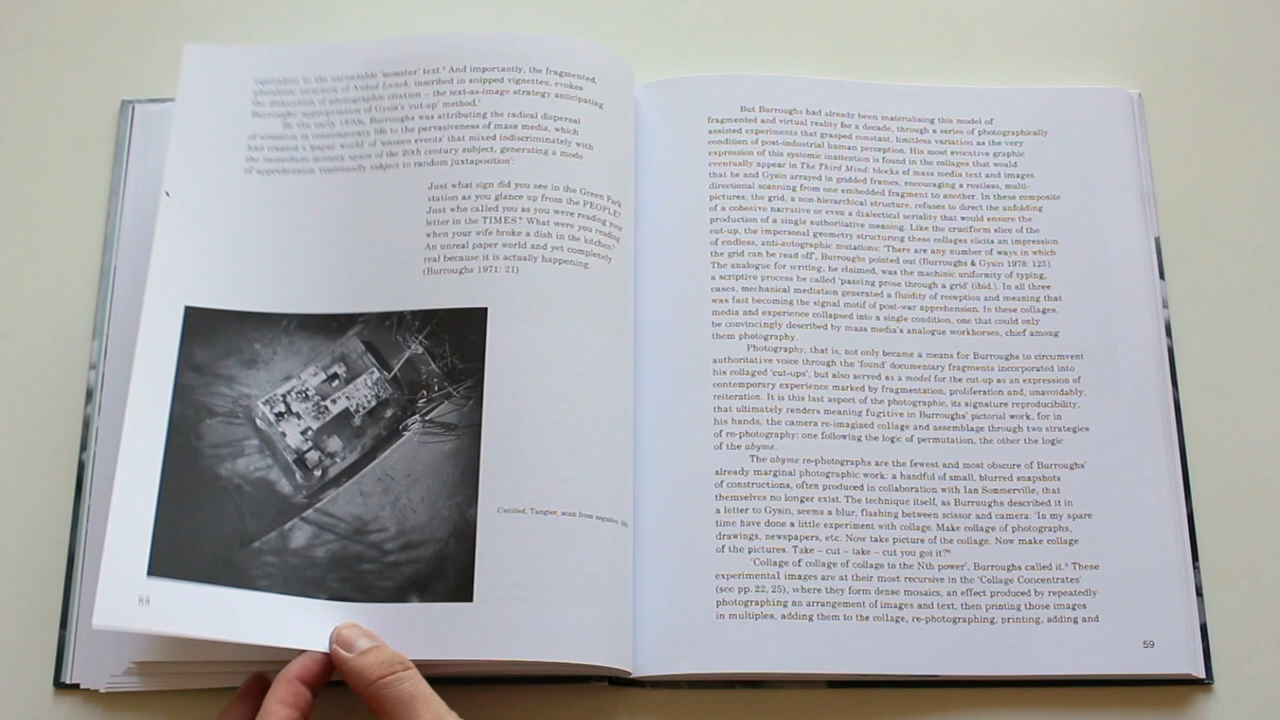 equivalent to the unreadable 'monster' text.⁶ And importantly, the fragmented,
structure of Naked Lunch, inscribed in snipped vignettes, evokes
the dislocation of photographic citation – the text-as-image strategy anticipating
Burroughs' appropriation of Gysin's 'cut-up' method.⁷
In the early 1970s, Burroughs was attributing the radical dispersal
of attention in contemporary life to the pervasiveness of mass media, which
had created a 'paper world' of 'unseen events' that mixed indiscriminately with
the immediate sensory space of the 20th century subject, generating a mode
of apprehension 'continually subject to random juxtaposition':
Just what sign did you see in the Green Park
station as you glance up from the PEOPLE?
Just who called you as you were reading your
letter in the TIMES? What were you reading
when your wife broke a dish in the kitchen?
An unreal paper world and yet completely
real because it is actually happening.
(Burroughs 1971: 21)
Untitled, Tangier, scan from negative,
But Burroughs had already been materialising this model of
fragmented and virtual reality for a decade, through a series of photographically
assisted experiments that grasped constant, limitless variation as the very
condition of post-industrial human perception. His most evocative graphic
expression of this systemic inattention is found in the collages that would
eventually appear in The Third Mind: blocks of mass media text and images
that he and Gysin arrayed in gridded frames, encouraging a restless, multi-
directional scanning from one embedded fragment to another. In these composite
pictures, the grid, a non-hierarchical structure, refuses to direct the unfolding
of a cohesive narrative or even a dialectical seriality that would ensure the
production of a single authoritative meaning. Like the cruciform slice of the
cut-up, the impersonal geometry structuring these collages elicits an impression
of endless, anti-autographic mutations: 'There are any number of ways in which
the grid can be read off', Burroughs pointed out (Burroughs & Gysin 1978: 125).
The analogue for writing, he claimed, was the machinic uniformity of typing,
a scriptive process he called 'passing prose through a grid' (ibid.). In all three
cases, mechanical mediation generated a fluidity of reception and meaning that
was fast becoming the signal motif of post-war apprehension. In these collages,
media and experience collapsed into a single condition, one that could only
be convincingly described by mass media's analogue workhorses, chief among
them photography.
Photography, that is, not only became a means for Burroughs to circumvent
authoritative voice through the 'found' documentary fragments incorporated into
his collaged 'cut-ups', but also served as a model for the cut-up as an expression of
contemporary experience marked by fragmentation, proliferation and, unavoidably,
reiteration. It is this last aspect of the photographic, its signature reproducibility,
that ultimately renders meaning fugitive in Burroughs' pictorial work, for in
his hands, the camera re-imagined collage and assemblage through two strategies
of re-photography: one following the logic of permutation, the other the logic
of the abyme.
The abyme re-photographs are the fewest and most obscure of Burroughs'
already marginal photographic work: a handful of small, blurred snapshots
of constructions, often produced in collaboration with Ian Sommerville, that
themselves no longer exist. The technique itself, as Burroughs described it in
a letter to Gysin, seems a blur, flashing between scissor and camera: 'In my spare
time have done a little experiment with collage. Make collage of photographs,
drawings, newspapers, etc. Now take picture of the collage. Now make collage
of the pictures. Take – cut – take – cut you got it?'⁸
'Collage of collage of collage to the Nth power', Burroughs called it.⁹ These
experimental images are at their most recursive in the 'Collage Concentrates'
(see pp. 22, 25), where they form dense mosaics, an effect produced by repeatedly
photographing an arrangement of images and text, then printing those images
in multiples, adding them to the collage, re-photographing, printing, adding and
59